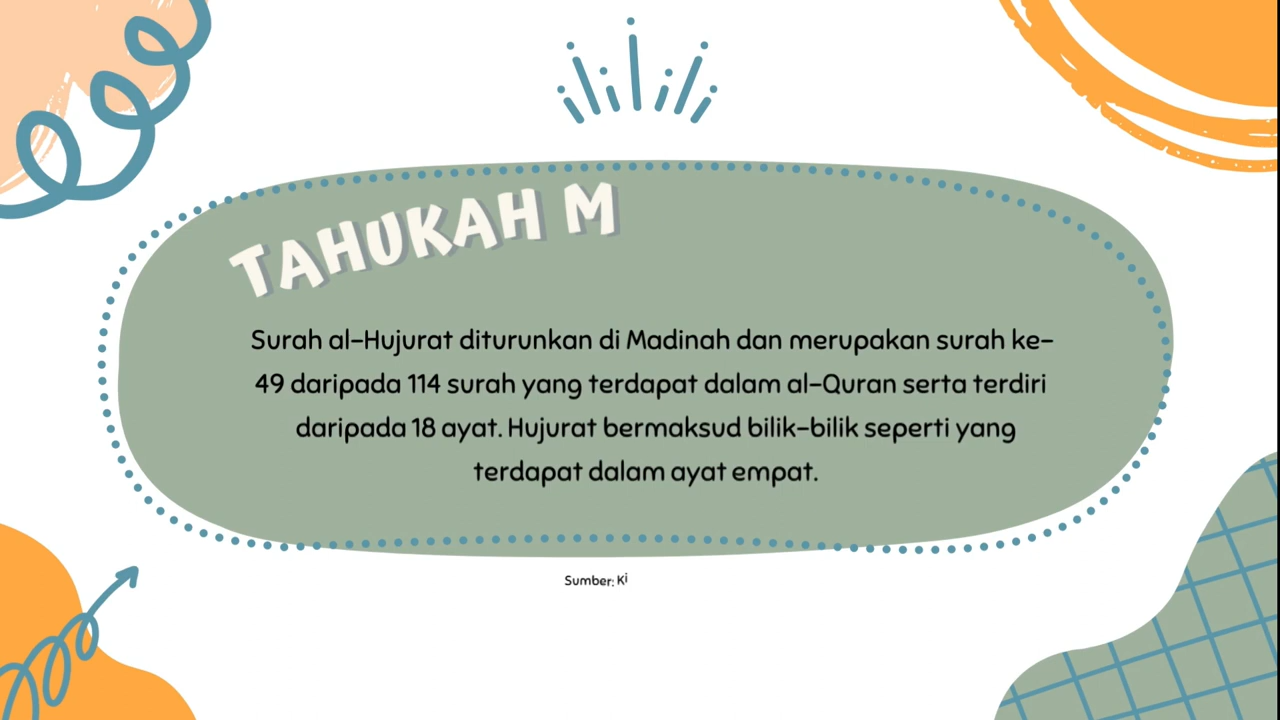 TAHUKAH M
Surah al-Hujurat diturunkan di Madinah dan merupakan surah ke-
49 daripada 114 surah yang terdapat dalam al-Quran serta terdiri
daripada 18 ayat. Hujurat bermaksud bilik-bilik seperti yang
terdapat dalam ayat empat.
Sumber: Ki